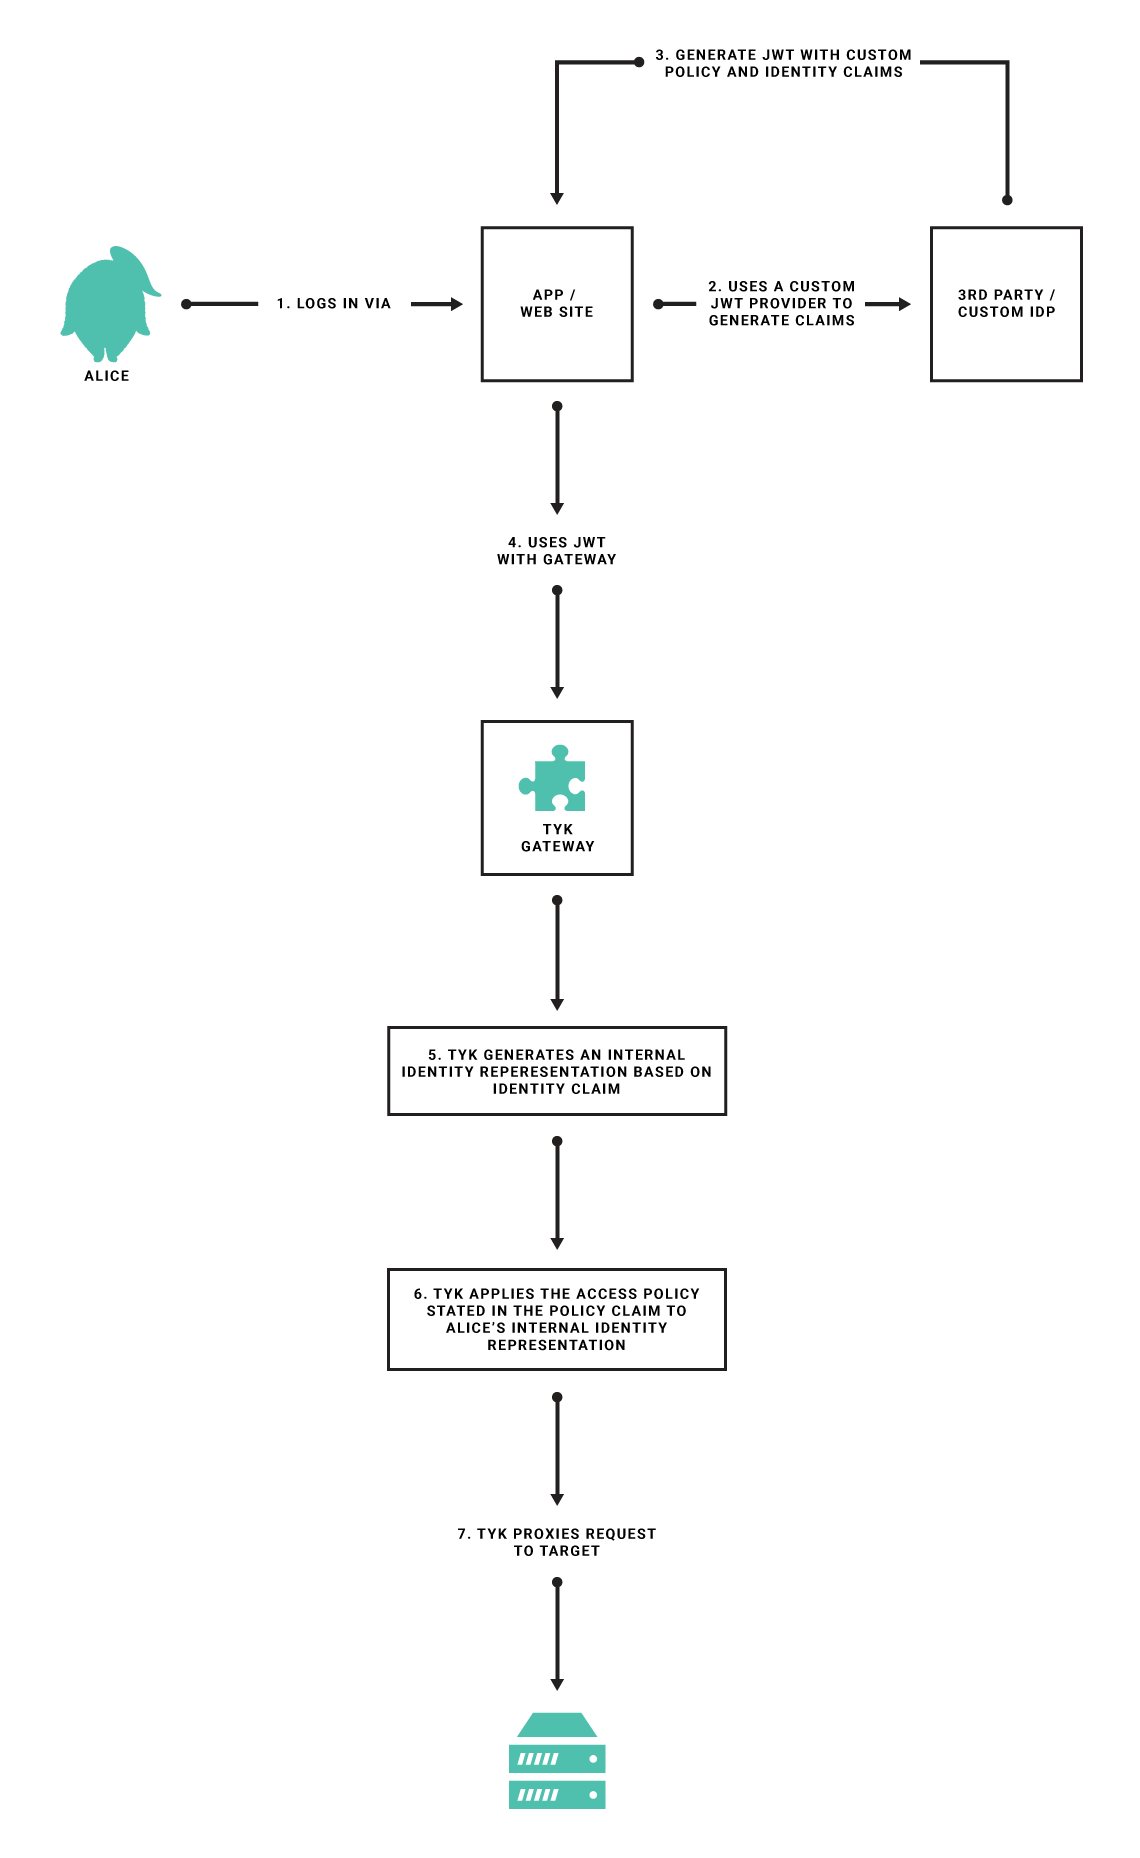 3. GENERATE JWT WITH CUSTOM
POLICY AND IDENTITY CLAIMS
ALICE
1. LOGS IN VIA
APP /
WEB SITE
2. USES A CUSTOM
JWT PROVIDER TO
GENERATE CLAIMS
3RD PARTY /
CUSTOM IDP
4. USES JWT
WITH GATEWAY
TYK
GATEWAY
5. TYK GENERATES AN INTERNAL
IDENTITY REPERESENTATION BASED ON
IDENTITY CLAIM
6. TYK APPLIES THE ACCESS POLICY
STATED IN THE POLICY CLAIM TO
ALICE’S INTERNAL IDENTITY
REPRESENTATION
7. TYK PROXIES REQUEST
TO TARGET